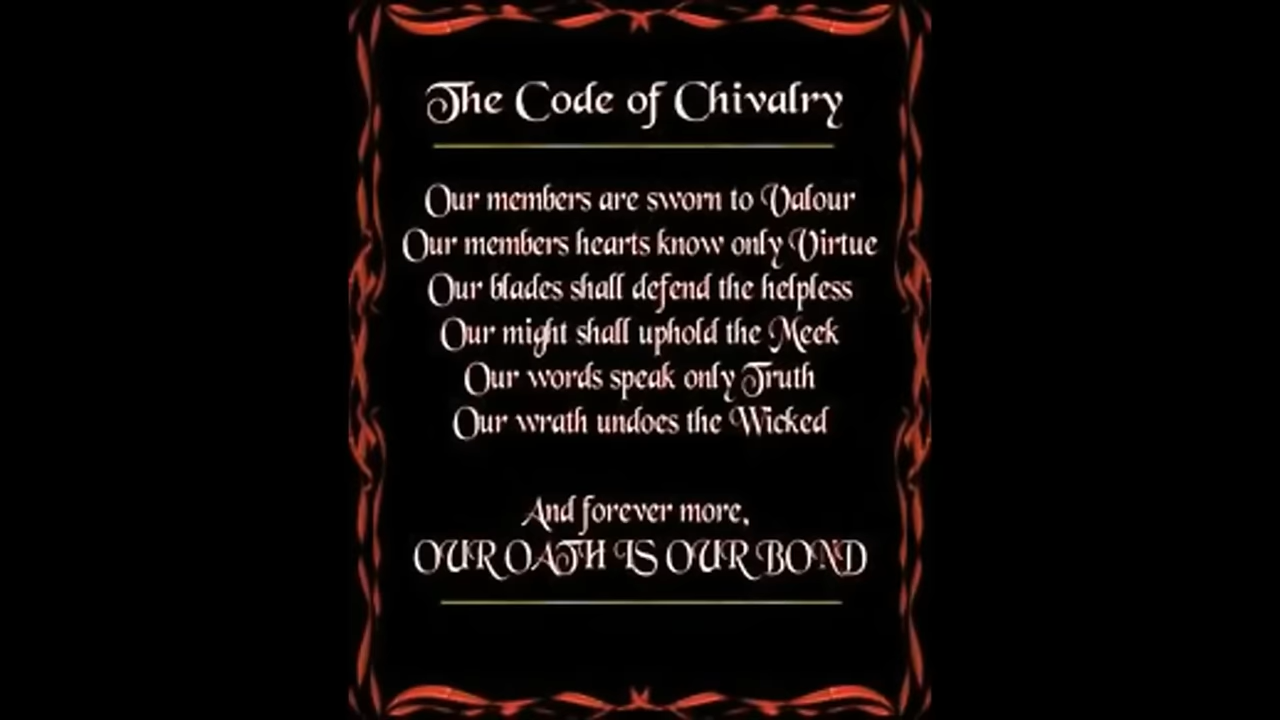 The Code of Chivalry
Our members are sworn to Valour
Our members hearts know only Virtue
Our blades shall defend the helpless
Our might shall uphold the Meek
Our words speak only Truth
Our wrath undoes the Wicked
And forever more,
OUR OATH IS OUR BOND